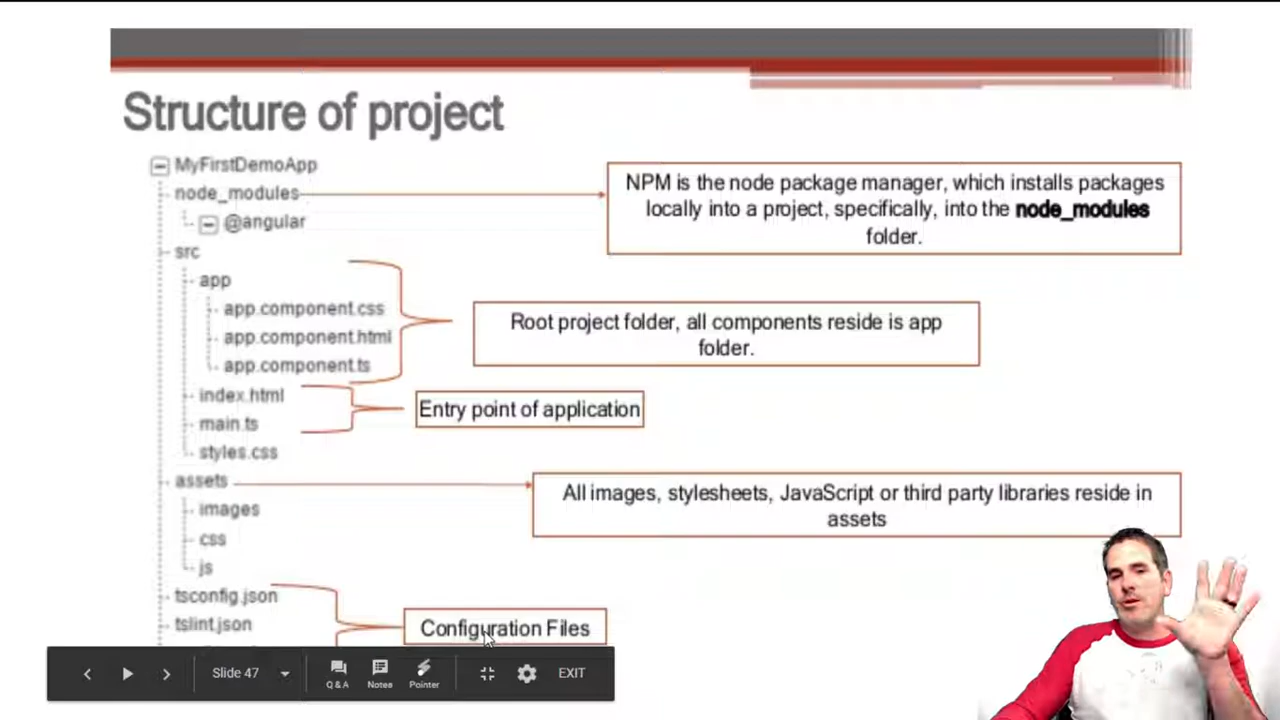 Structure of project
MyFirstDemoApp
node_modules
@angular
src
app
app.component.css
app.component.html
app.component.ts
index.html
main.ts
styles.css
assets
images
css
js
tsconfig.json
tslint.json
NPM is the node package manager, which installs packages
locally into a project, specifically, into the node_modules
folder.
Root project folder, all components reside is app
folder.
Entry point of application
All images, stylesheets, JavaScript or third party libraries reside in
assets
Configuration Files
Slide 47
Q & A
Notes
Pointer
EXIT